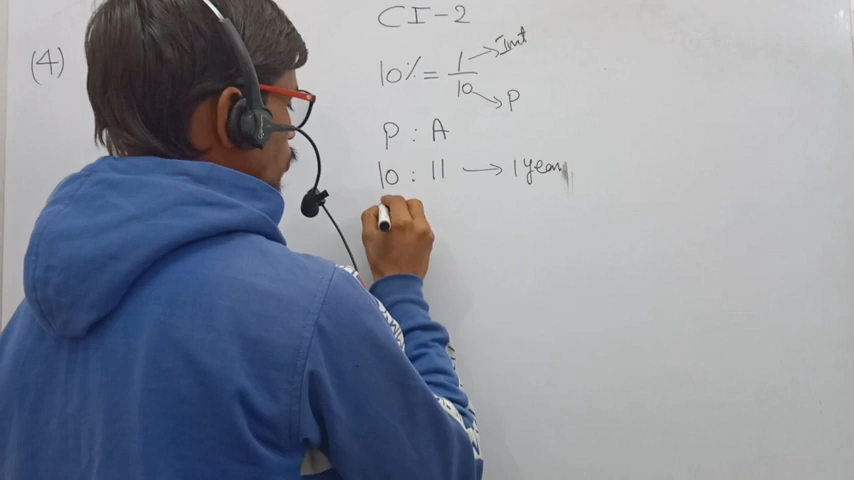 CI-2
(4)
10% = 1/10
Int
P
P : A
10 : 11 → 1 year